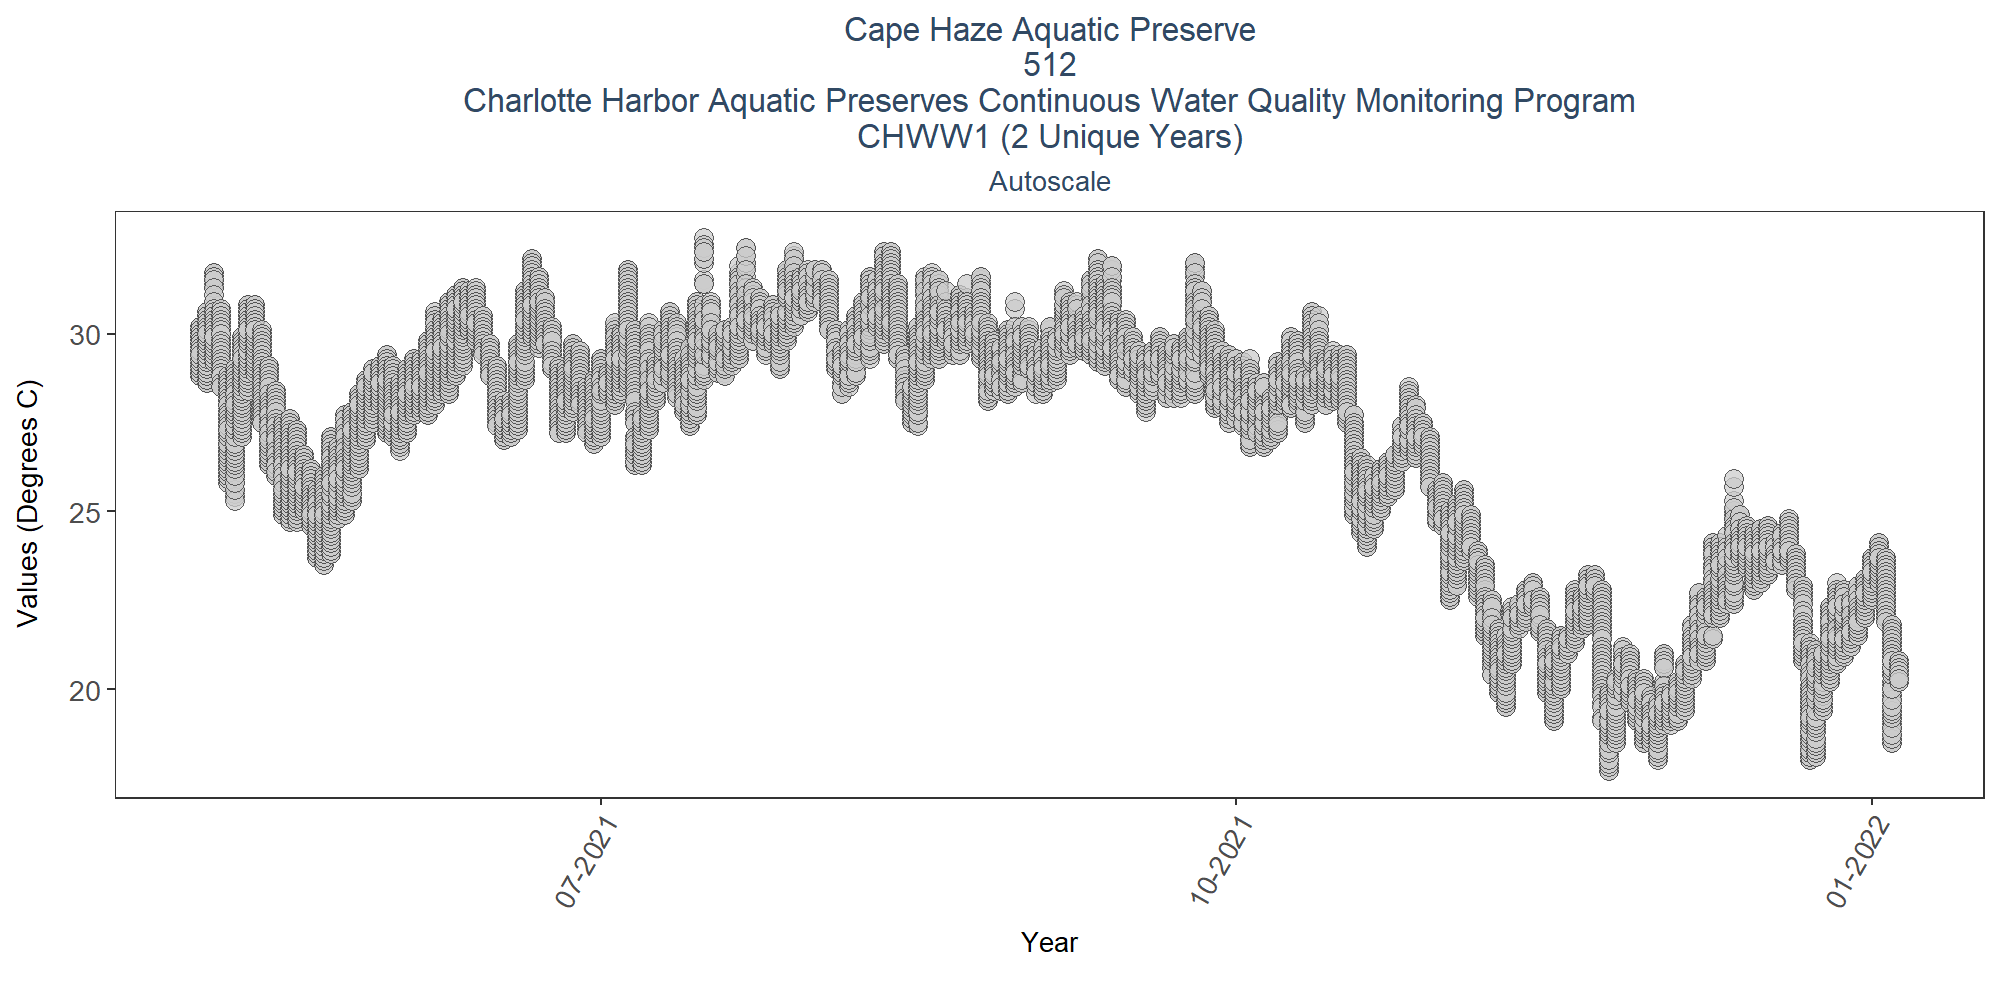 Cape Haze Aquatic Preserve
512
Charlotte Harbor Aquatic Preserves Continuous Water Quality Monitoring Program
CHWW1 (2 Unique Years)
Autoscale
Values (Degrees C)
30
25
20
07-2021
10-2021
01-2022
Year